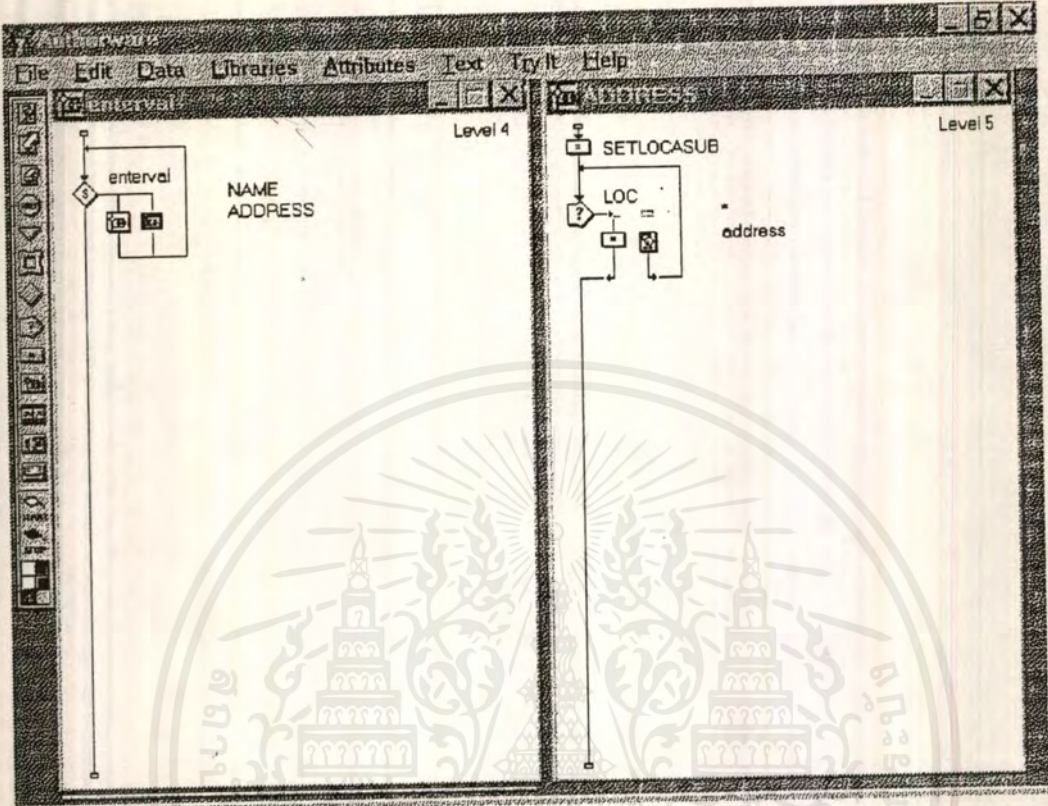 Authorware
File Edit Data Libraries Attributes Text Try It Help
enterval
Level 4
enterval
NAME
ADDRESS
ADDRESS
Level 5
SETLOCASUB
LOC
*
address